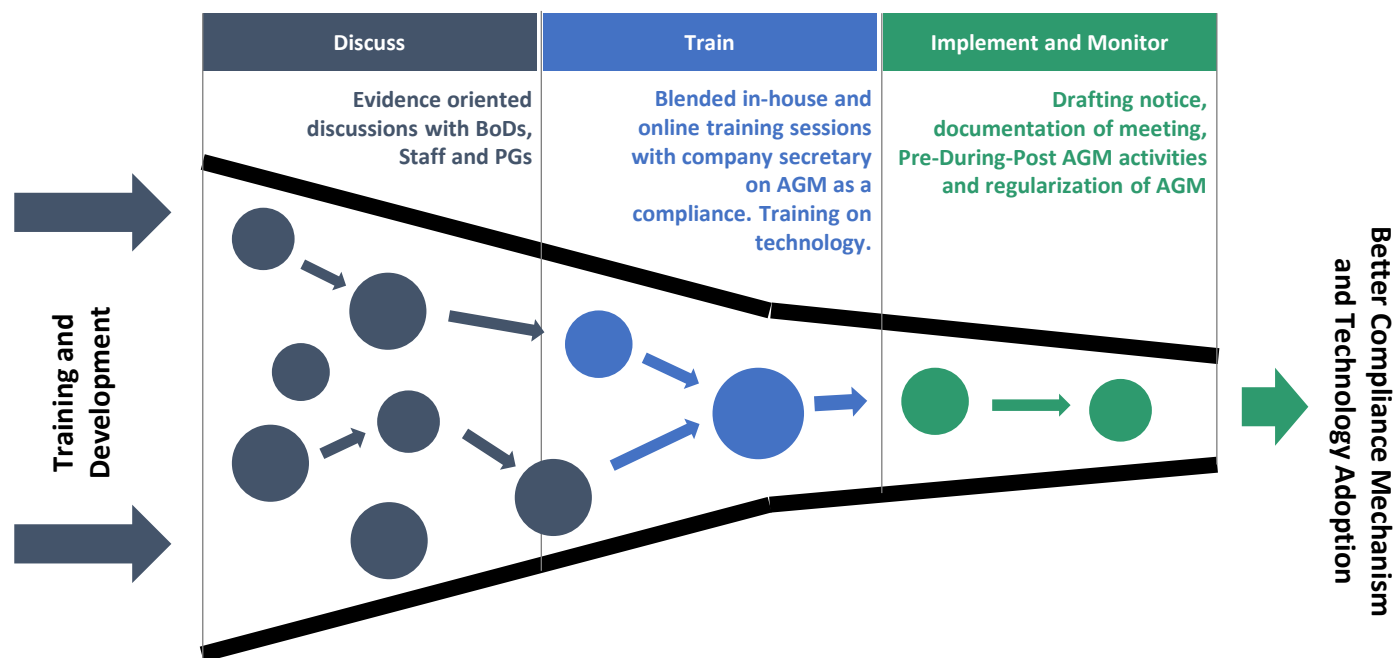 Discuss
Train
Implement and Monitor
Evidence oriented
discussions with BoDs,
Staff and PGs
Blended in-house and
online training sessions
with company secretary
on AGM as a
compliance. Training on
technology.
Drafting notice,
documentation of meeting,
Pre-During-Post AGM activities
and regularization of AGM
Training and
Development
Better Compliance Mechanism
and Technology Adoption